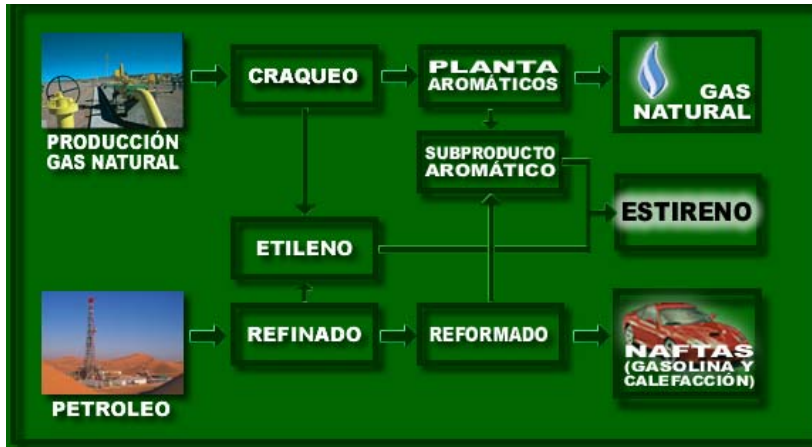 PRODUCCIÓN
GAS NATURAL
CRAQUEO
PLANTA
AROMÁTICOS
GAS
NATURAL
SUBPRODUCTO
AROMÁTICO
ESTIRENO
ETILENO
PETROLEO
REFINADO
REFORMADO
NAFTAS
(GASOLINA Y
CALEFACCIÓN)